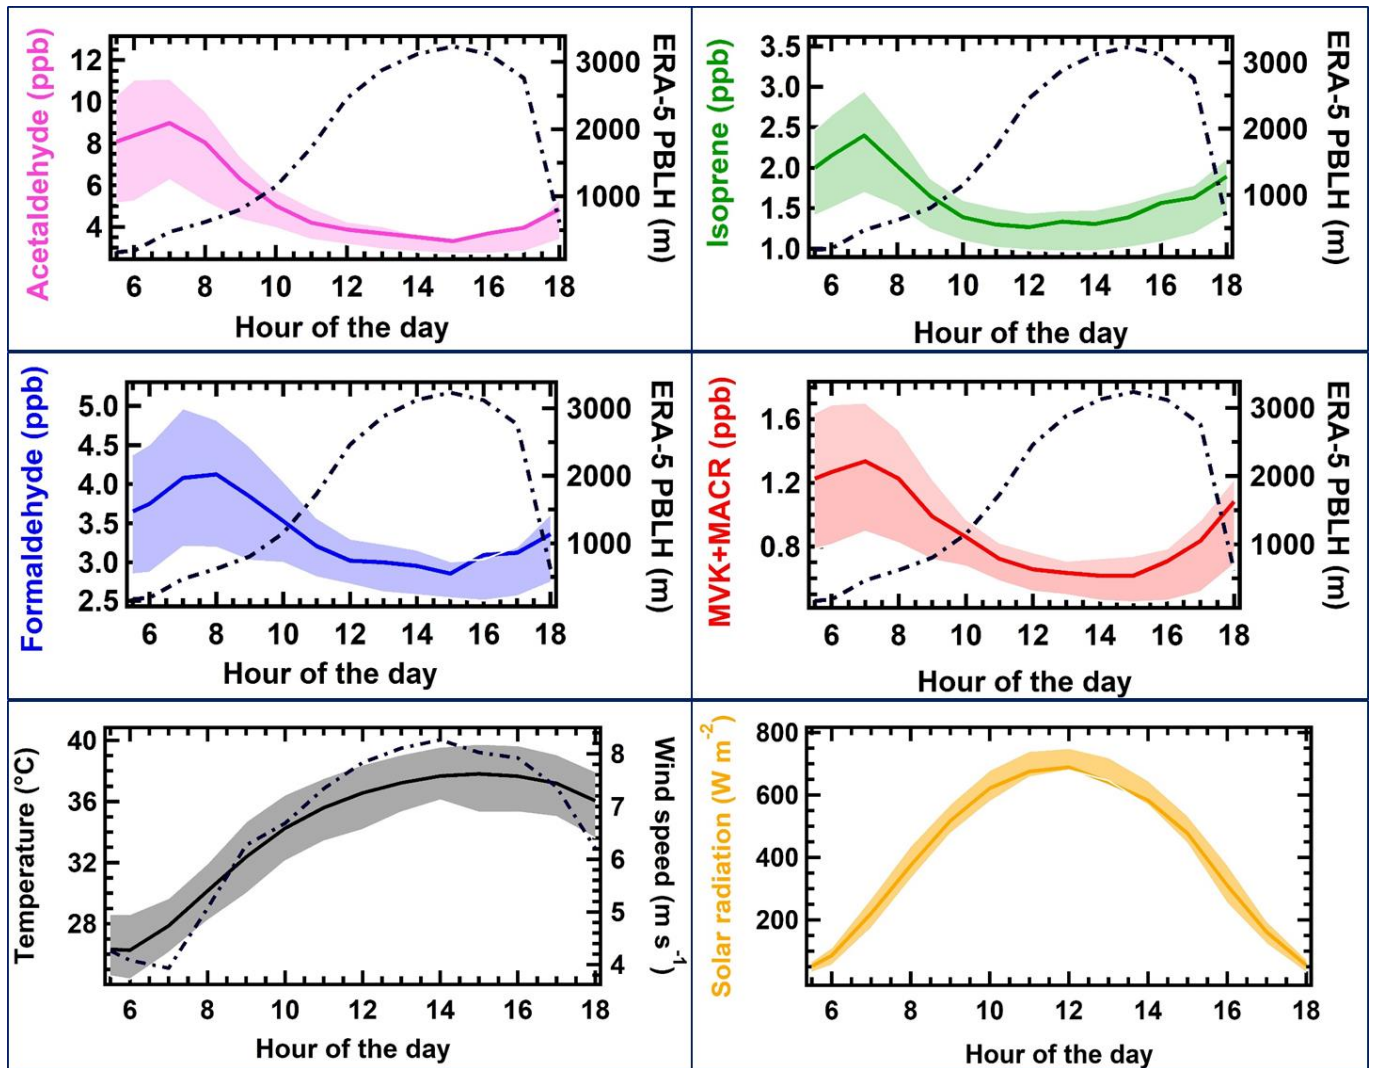 Acetaldehyde (ppb)
12
10
8
6
4
3000
2000
1000
ERA-5 PBLH (m)
6 8 10 12 14 16 18
Hour of the day
Isoprene (ppb)
3.5
3.0
2.5
2.0
1.5
1.0
3000
2000
1000
ERA-5 PBLH (m)
6 8 10 12 14 16 18
Hour of the day
Formaldehyde (ppb)
5.0
4.5
4.0
3.5
3.0
2.5
3000
2000
1000
ERA-5 PBLH (m)
6 8 10 12 14 16 18
Hour of the day
MVK+MACR (ppb)
1.6
1.2
0.8
3000
2000
1000
ERA-5 PBLH (m)
6 8 10 12 14 16 18
Hour of the day
Temperature (°C)
40
36
32
28
8
7
6
5
4
Wind speed (m s⁻¹)
6 8 10 12 14 16 18
Hour of the day
Solar radiation (W m⁻²)
800
600
400
200
6 8 10 12 14 16 18
Hour of the day